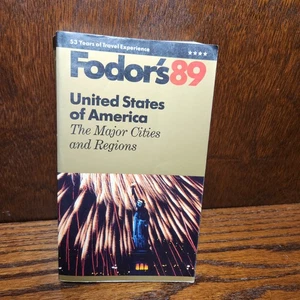 53 Years of Travel Experience
★★★★
Fodor's89
United States
of America
The Major Cities
and Regions